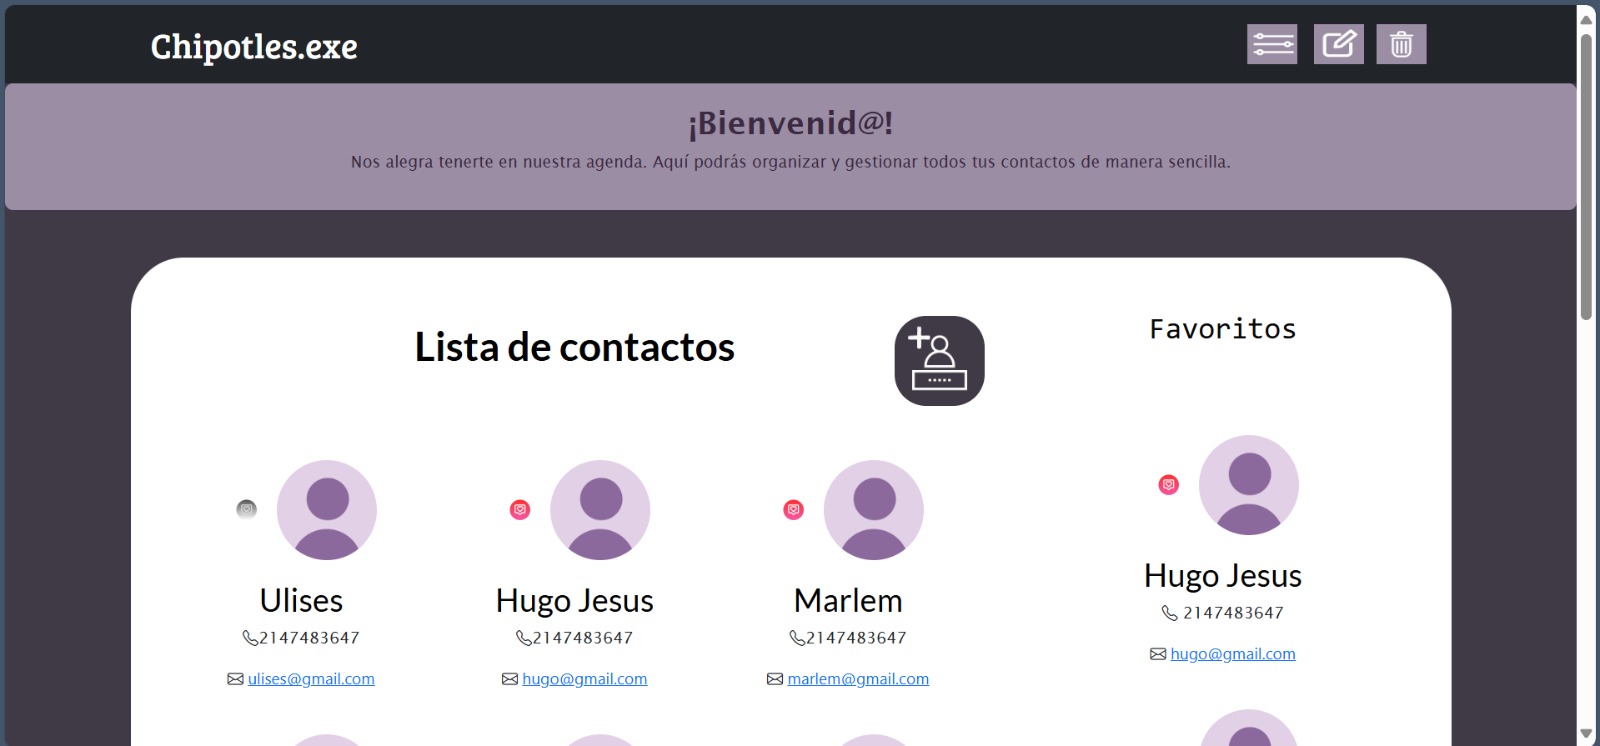 Chipotles.exe
¡Bienvenid@!
Nos alegra tenerte en nuestra agenda. Aquí podrás organizar y gestionar todos tus contactos de manera sencilla.
Lista de contactos
Favoritos
Ulises
2147483647
ulises@gmail.com
Hugo Jesus
2147483647
hugo@gmail.com
Marlem
2147483647
marlem@gmail.com
Hugo Jesus
2147483647
hugo@gmail.com